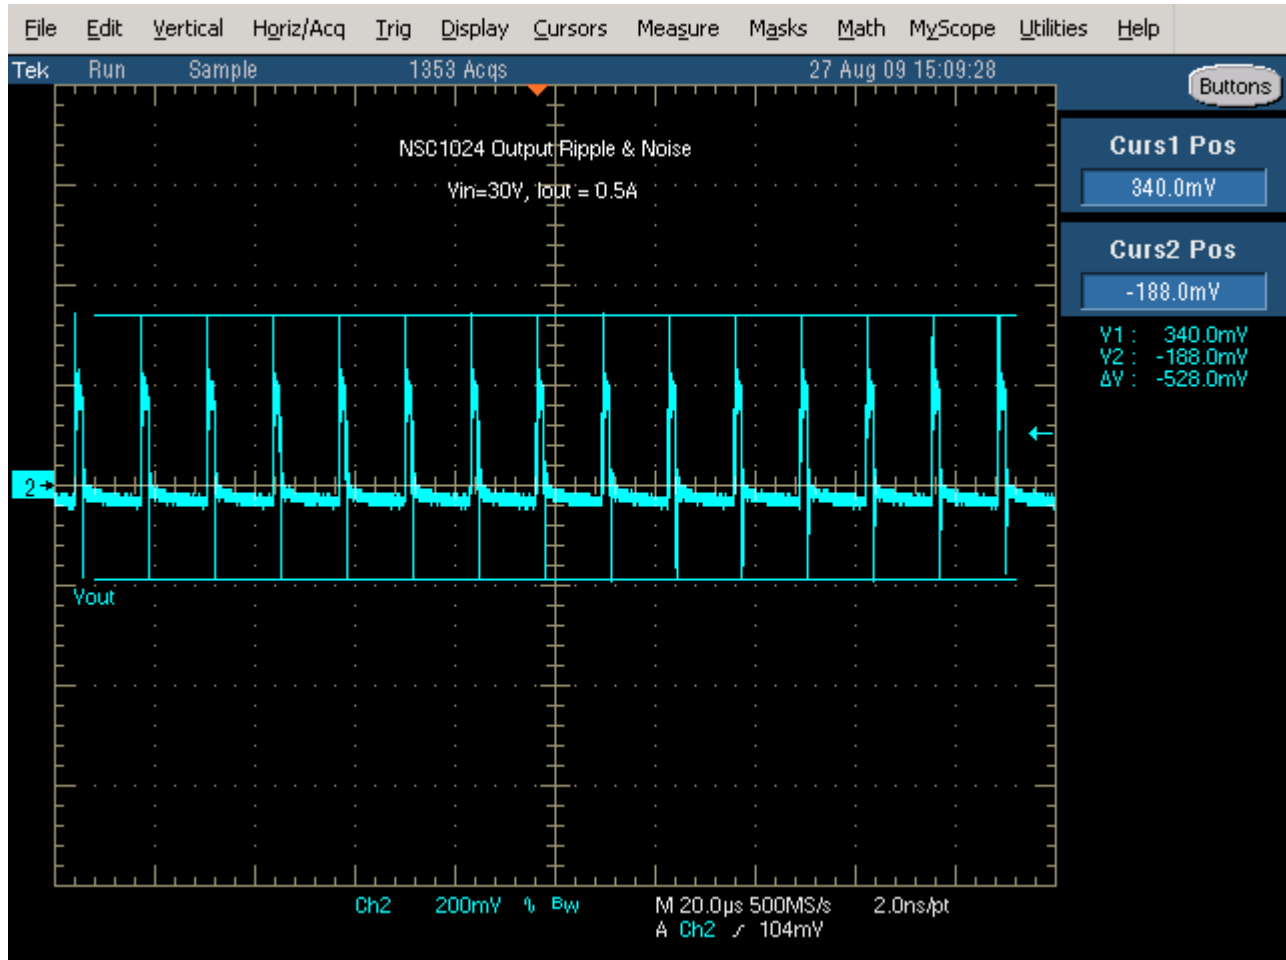 File Edit Vertical Horiz/Acq Trig Display Cursors Measure Masks Math MyScope Utilities Help
Tek Run Sample 1353 Acqs 27 Aug 09 15:09:28
Buttons
NSC1024 Output Ripple & Noise
Vin=30V, Iout = 0.5A
Curs1 Pos
340.0mV
Curs2 Pos
-188.0mV
V1 : 340.0mV
V2 : -188.0mV
ΔV : -528.0mV
2
Vout
Ch2 200mV ∿ BW M 20.0µs 500MS/s 2.0ns/pt
A Ch2 ∕ 104mV